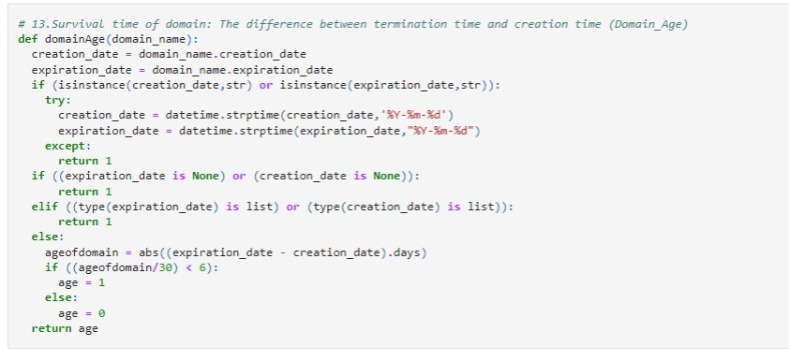 # 13.Survival time of domain: The difference between termination time and creation time (Domain_Age)
def domainAge(domain_name):
  creation_date = domain_name.creation_date
  expiration_date = domain_name.expiration_date
  if (isinstance(creation_date,str) or isinstance(expiration_date,str)):
    try:
      creation_date = datetime.strptime(creation_date,'%Y-%m-%d')
      expiration_date = datetime.strptime(expiration_date,"%Y-%m-%d")
    except:
      return 1
  if ((expiration_date is None) or (creation_date is None)):
      return 1
  elif ((type(expiration_date) is list) or (type(creation_date) is list)):
      return 1
  else:
    ageofdomain = abs((expiration_date - creation_date).days)
    if ((ageofdomain/30) < 6):
      age = 1
    else:
      age = 0
  return age